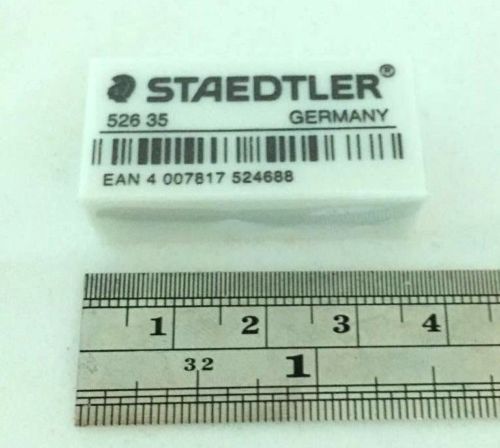 STAEDTLER®
526 35 GERMANY
EAN 4 007817 524688
1 2 3 4
32 1